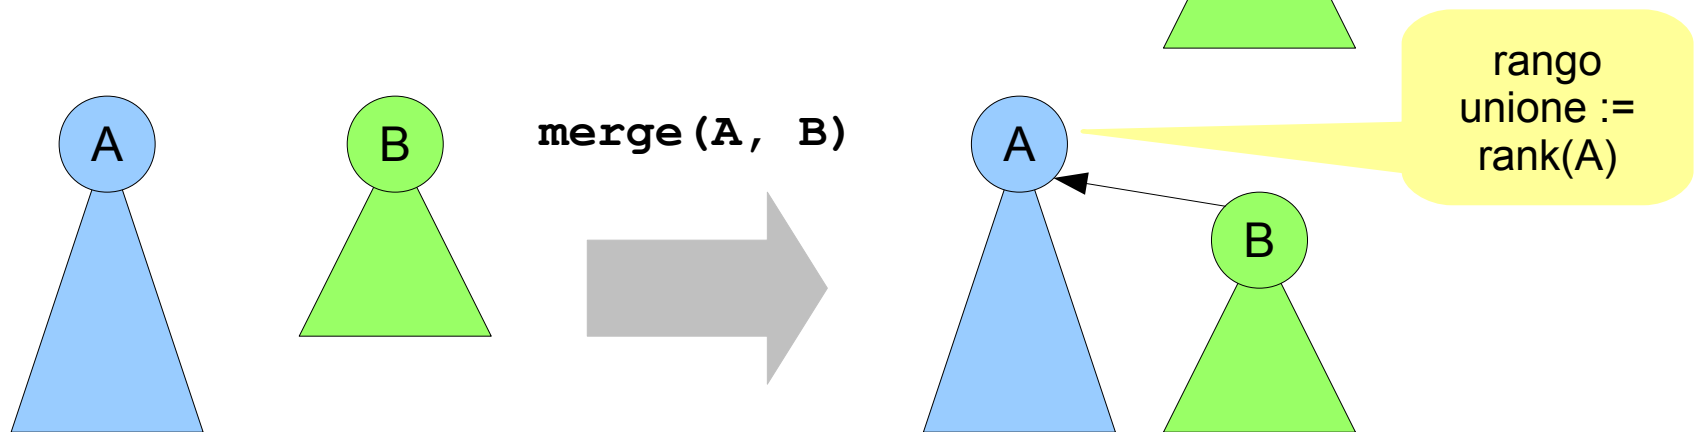 A
B
merge(A, B)
A
B
rango
unione :=
rank(A)